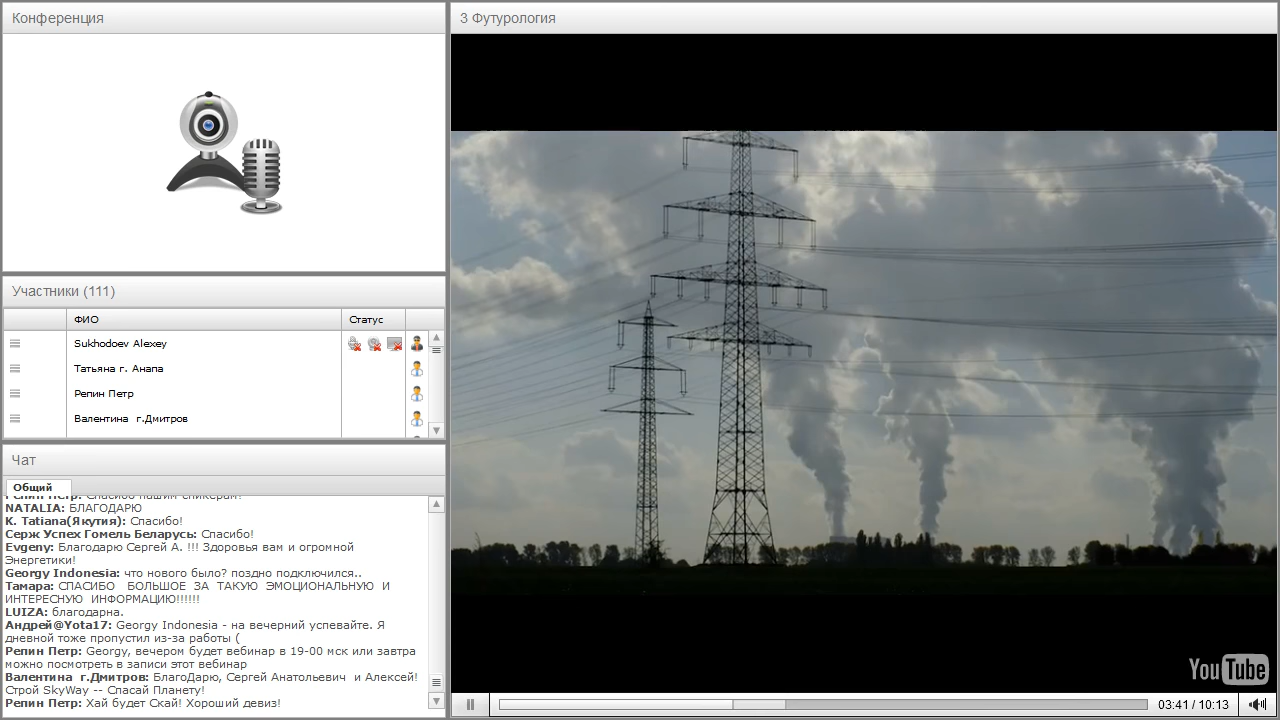 Конференция
3 Футурология
Участники (111)
ФИО
Статус
Sukhodoev Alexey
Татьяна г. Анапа
Репин Петр
Валентина г.Дмитров
Чат
Общий
Репин Петр: Спасибо нашим спикерам!
NATALIA: БЛАГОДАРЮ
K. Tatiana(Якутия): Спасибо!
Серж Успех Гомель Беларусь: Спасибо!
Evgeny: Благодарю Сергей А. !!! Здоровья вам и огромной
Энергетики!
Georgy Indonesia: что нового было? поздно подключился..
Тамара: СПАСИБО БОЛЬШОЕ ЗА ТАКУЮ ЭМОЦИОНАЛЬНУЮ И
ИНТЕРЕСНУЮ ИНФОРМАЦИЮ!!!!!!
LUIZA: благодарна.
Андрей@Yota17: Georgy Indonesia - на вечерний успевайте. Я
дневной тоже пропустил из-за работы (
Репин Петр: Georgy, вечером будет вебинар в 19-00 мск или завтра
можно посмотреть в записи этот вебинар
Валентина г.Дмитров: БлагоДарю, Сергей Анатольевич и Алексей!
Строй SkyWay -- Спасай Планету!
Репин Петр: Хай будет Скай! Хороший девиз!
YouTube
03:41 / 10:13